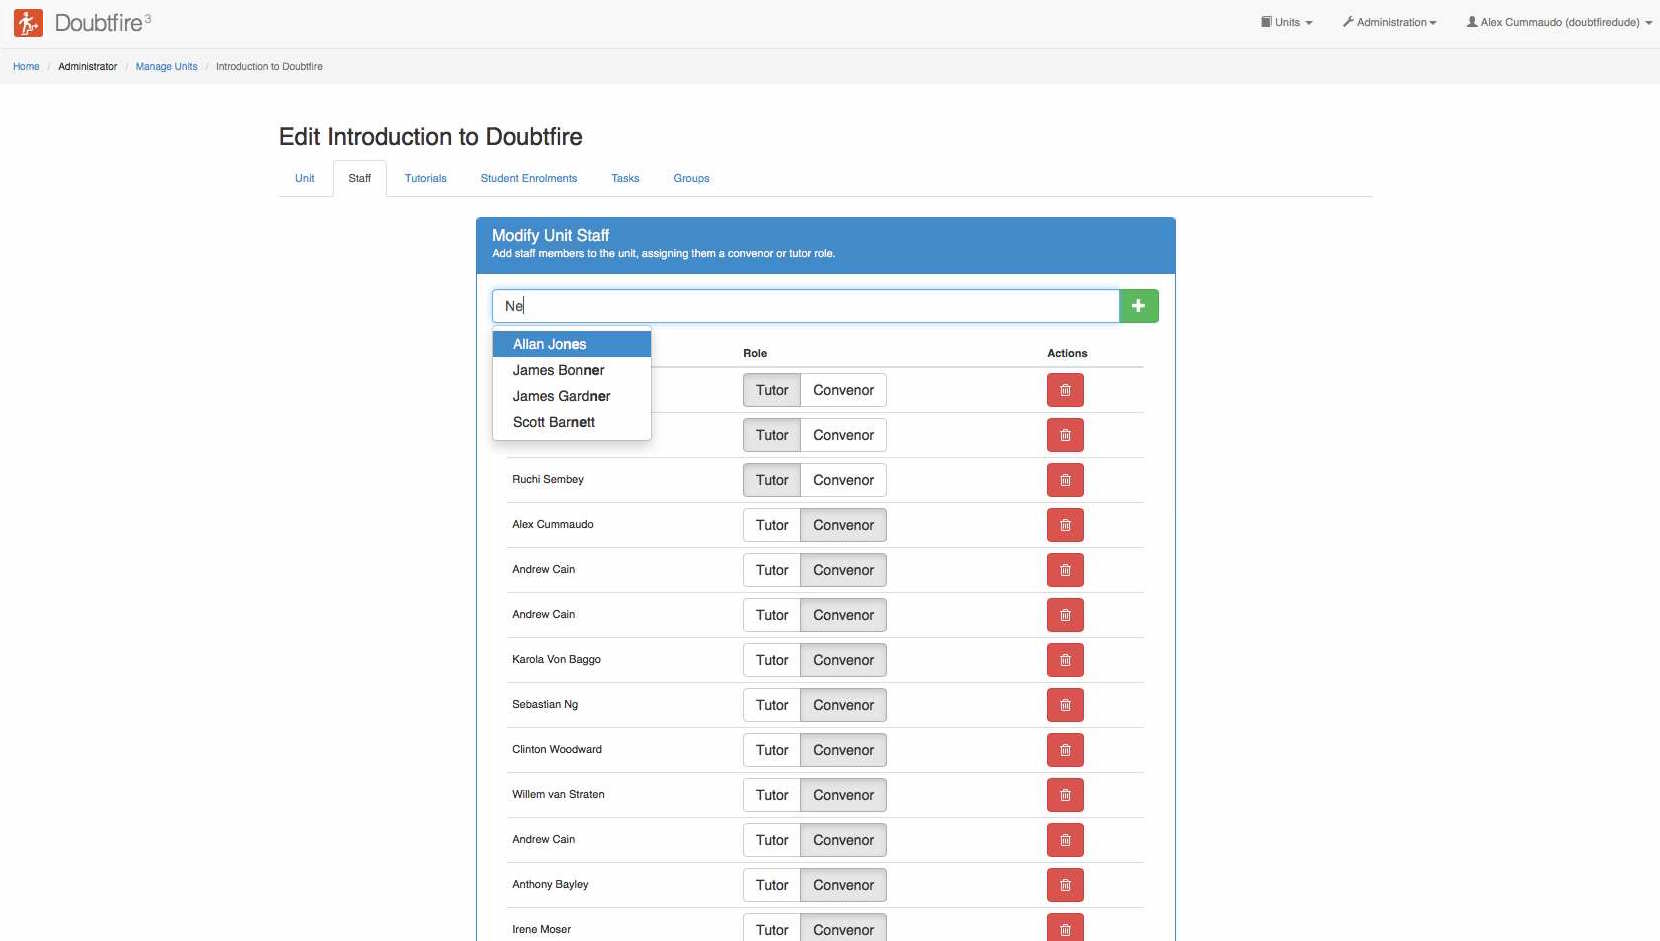 Doubtfire3
Units
Administration
Alex Cummaudo (doubtfiredude)
Home / Administrator / Manage Units / Introduction to Doubtfire
Edit Introduction to Doubtfire
Unit
Staff
Tutorials
Student Enrolments
Tasks
Groups
Modify Unit Staff
Add staff members to the unit, assigning them a convenor or tutor role.
Ne
Allan Jones
James Bonner
James Gardner
Scott Barnett
Role Actions
Tutor Convenor
Tutor Convenor
Ruchi Sembey Tutor Convenor
Alex Cummaudo Tutor Convenor
Andrew Cain Tutor Convenor
Andrew Cain Tutor Convenor
Karola Von Baggo Tutor Convenor
Sebastian Ng Tutor Convenor
Clinton Woodward Tutor Convenor
Willem van Straten Tutor Convenor
Andrew Cain Tutor Convenor
Anthony Bayley Tutor Convenor
Irene Moser Tutor Convenor